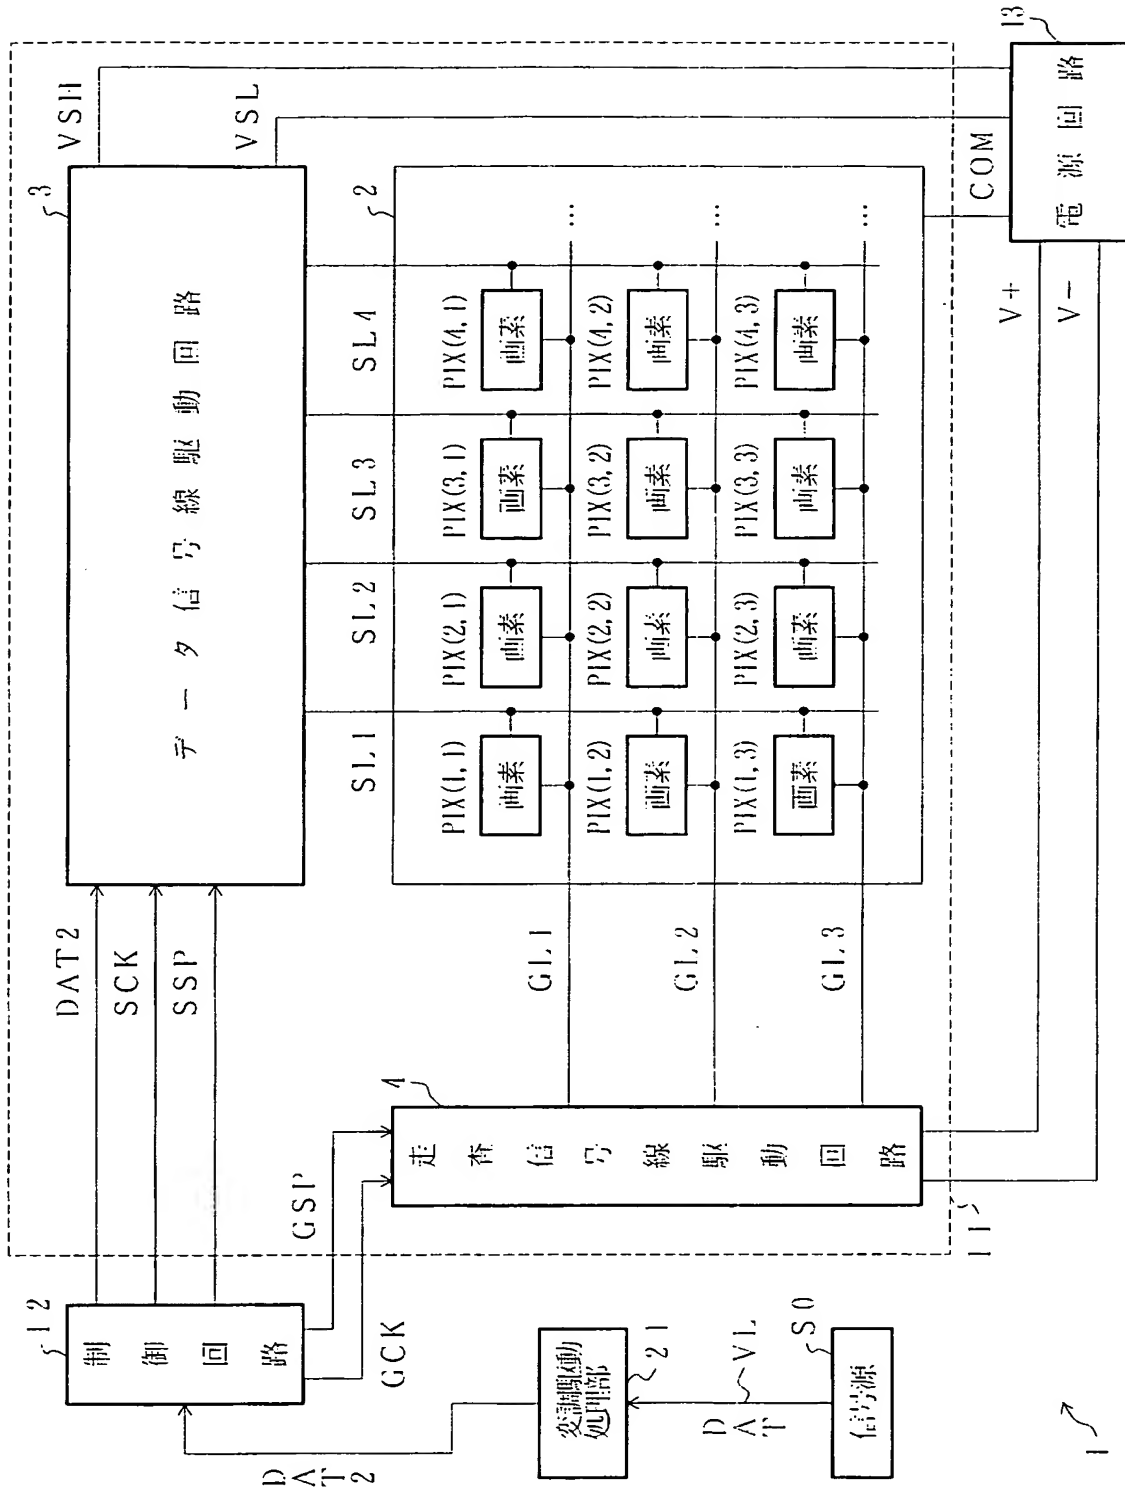 1
信号源
S0
DAT
VL
変調駆動
処理部
21
DAT2
制御回路
12
DAT2
SCK
SSP
GSP
GCK
データ信号線駆動回路
3
VSH
VSL
走査信号線駆動回路
4
GL1
GL2
GL3
SL1
SL2
SL3
SL4
2
PIX(1,1)
画素
PIX(2,1)
画素
PIX(3,1)
画素
PIX(4,1)
画素
…
PIX(1,2)
画素
PIX(2,2)
画素
PIX(3,2)
画素
PIX(4,2)
画素
…
PIX(1,3)
画素
PIX(2,3)
画素
PIX(3,3)
画素
PIX(4,3)
画素
…
11
COM
V+
V-
電源回路
13